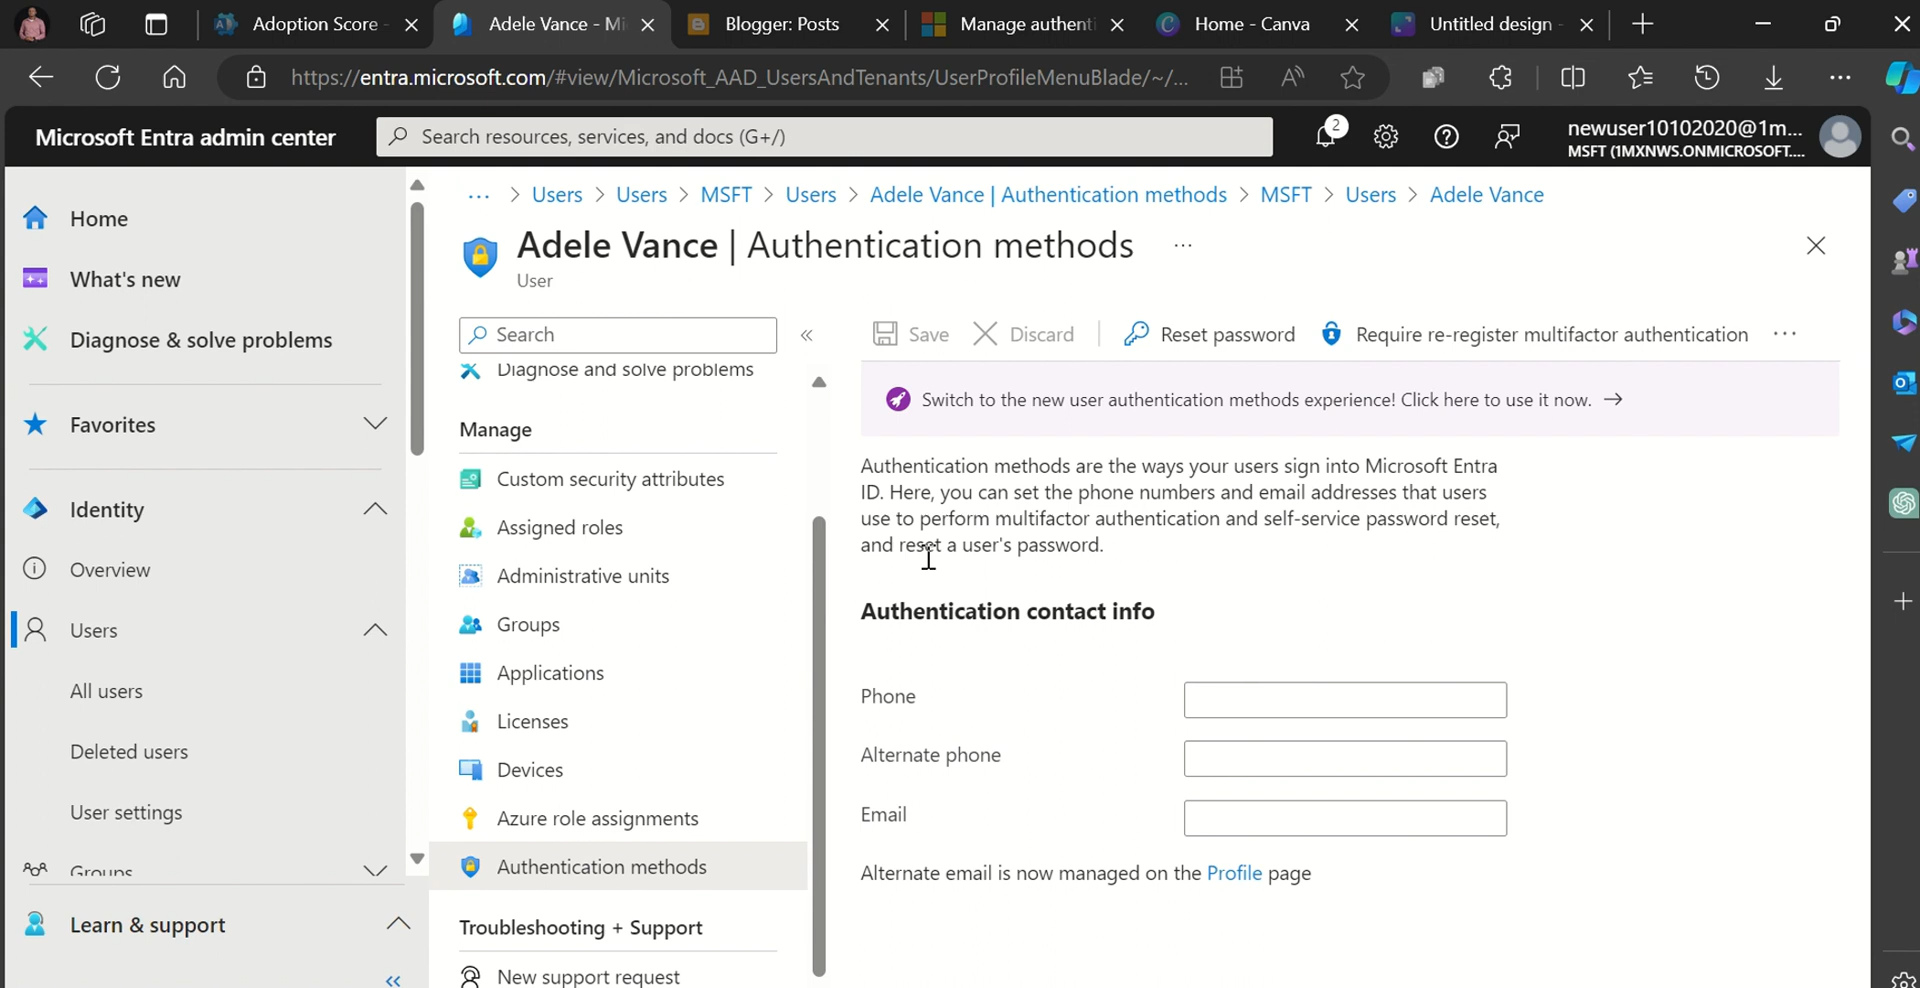 Adoption Score -
Adele Vance - Mi
Blogger: Posts
Manage authenti
Home - Canva
Untitled design -
https://entra.microsoft.com/#view/Microsoft_AAD_UsersAndTenants/UserProfileMenuBlade/~/...
Microsoft Entra admin center
Search resources, services, and docs (G+/)
2
newuser10102020@1m...
MSFT (1MXNWS.ONMICROSOFT....
Home
What's new
Diagnose & solve problems
Favorites
Identity
Overview
Users
All users
Deleted users
User settings
Groups
Learn & support
... > Users > Users > MSFT > Users > Adele Vance | Authentication methods > MSFT > Users > Adele Vance
Adele Vance | Authentication methods ...
User
Search
Diagnose and solve problems
Manage
Custom security attributes
Assigned roles
Administrative units
Groups
Applications
Licenses
Devices
Azure role assignments
Authentication methods
Troubleshooting + Support
New support request
Save Discard | Reset password Require re-register multifactor authentication ...
Switch to the new user authentication methods experience! Click here to use it now. →
Authentication methods are the ways your users sign into Microsoft Entra
ID. Here, you can set the phone numbers and email addresses that users
use to perform multifactor authentication and self-service password reset,
and reset a user's password.
Authentication contact info
Phone
Alternate phone
Email
Alternate email is now managed on the Profile page